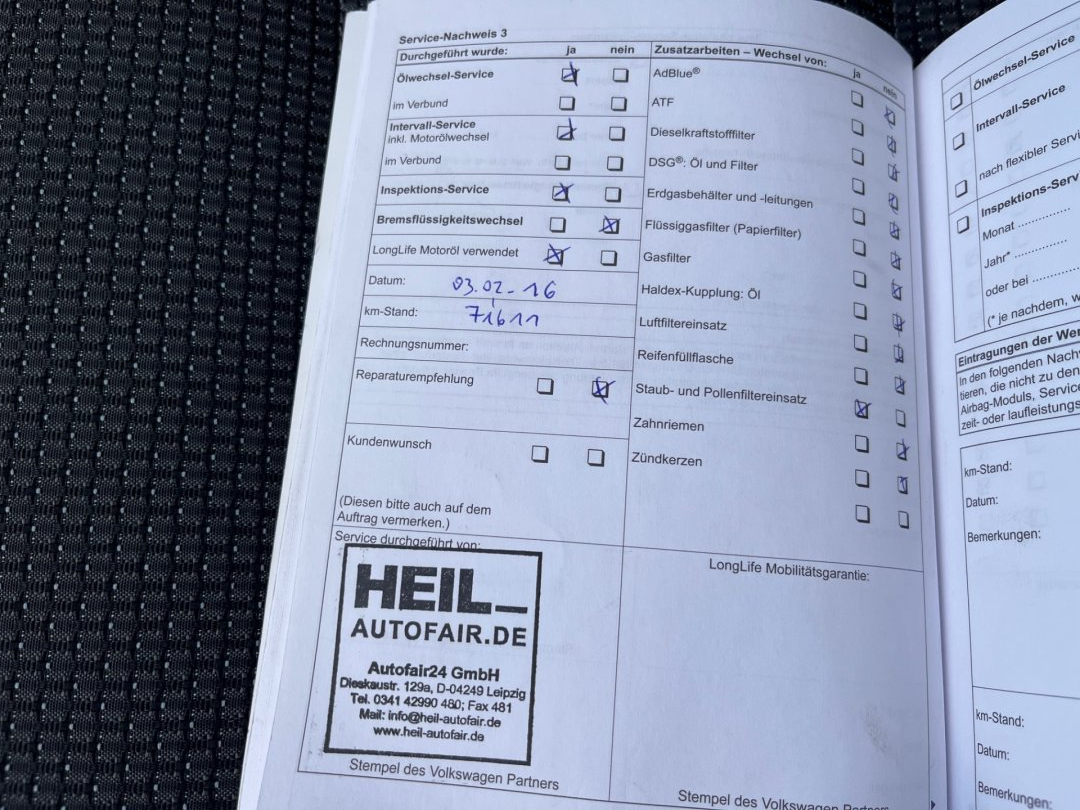 Service-Nachweis 3
Durchgeführt wurde: ja nein
Ölwechsel-Service
im Verbund
Intervall-Service
inkl. Motorölwechsel
im Verbund
Inspektions-Service
Bremsflüssigkeitswechsel
LongLife Motoröl verwendet
Datum: 03.02-16
km-Stand: 71611
Rechnungsnummer:
Reparaturempfehlung
Kundenwunsch
(Diesen bitte auch auf dem
Auftrag vermerken.)
Service durchgeführt von:
HEIL_
AUTOFAIR.DE
Autofair24 GmbH
Dieskaustr. 129a, D-04249 Leipzig
Tel. 0341 42990 480; Fax 481
Mail: info@heil-autofair.de
www.heil-autofair.de
Stempel des Volkswagen Partners
Zusatzarbeiten – Wechsel von: ja nein
AdBlue®
ATF
Dieselkraftstofffilter
DSG®: Öl und Filter
Erdgasbehälter und -leitungen
Flüssiggasfilter (Papierfilter)
Gasfilter
Haldex-Kupplung: Öl
Luftfiltereinsatz
Reifenfüllflasche
Staub- und Pollenfiltereinsatz
Zahnriemen
Zündkerzen
LongLife Mobilitätsgarantie:
Stempel des Volkswagen Partners
Ölwechsel-Service
Intervall-Service
nach flexibler
Inspektions-Serv
Monat ...............
Jahr* ...............
oder bei ...............
(* je nachdem, w
Eintragungen der
In den folgenden
tieren, die nicht zu den
Airbag-Moduls, Service
zeit- oder laufleistungs
km-Stand:
Datum:
Bemerkungen:
km-Stand:
Datum:
Bemerkungen: